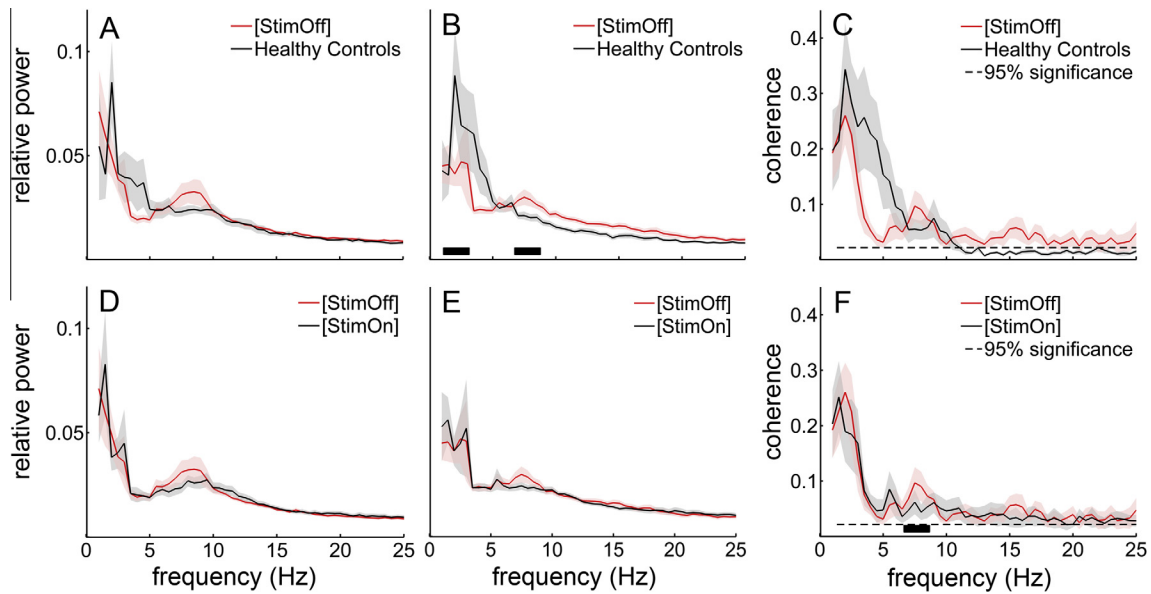 A
[StimOff]
Healthy Controls
relative power
0.1
0.05
B
[StimOff]
Healthy Controls
C
[StimOff]
Healthy Controls
95% significance
coherence
0.4
0.3
0.2
0.1
D
[StimOff]
[StimOn]
relative power
0.1
0.05
0 5 10 15 20 25
frequency (Hz)
E
[StimOff]
[StimOn]
0 5 10 15 20 25
frequency (Hz)
F
[StimOff]
[StimOn]
95% significance
coherence
0.4
0.3
0.2
0.1
0 5 10 15 20 25
frequency (Hz)